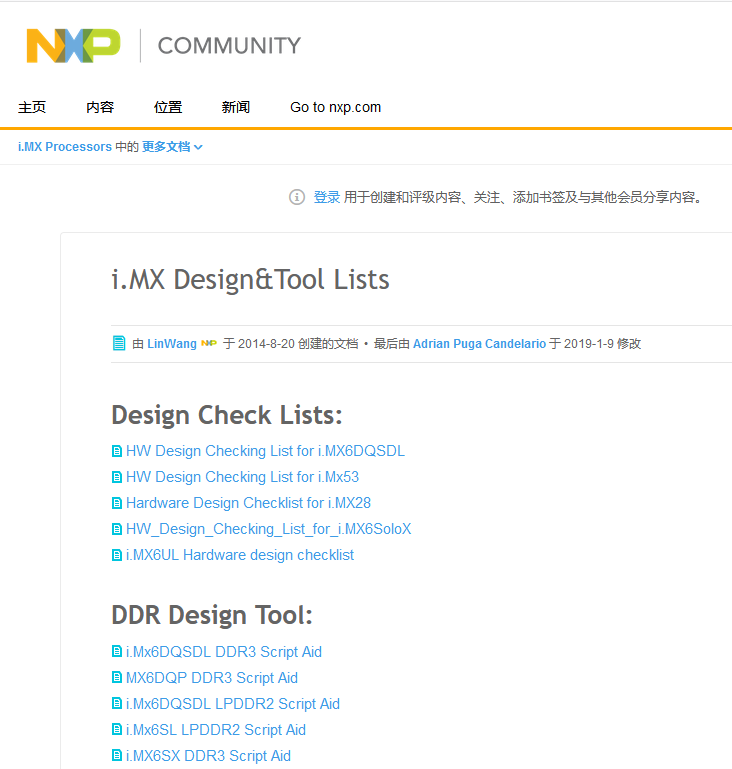 NXP COMMUNITY
主页 内容 位置 新闻 Go to nxp.com
i.MX Processors 中的 更多文档
登录 用于创建和评级内容、关注、添加书签及与其他会员分享内容。
i.MX Design&Tool Lists
由 LinWang NXP 于 2014-8-20 创建的文档 • 最后由 Adrian Puga Candelario 于 2019-1-9 修改
Design Check Lists:
HW Design Checking List for i.MX6DQSDL
HW Design Checking List for i.Mx53
Hardware Design Checklist for i.MX28
HW_Design_Checking_List_for_i.MX6SoloX
i.MX6UL Hardware design checklist
DDR Design Tool:
i.Mx6DQSDL DDR3 Script Aid
MX6DQP DDR3 Script Aid
i.Mx6DQSDL LPDDR2 Script Aid
i.Mx6SL LPDDR2 Script Aid
i.MX6SX DDR3 Script Aid